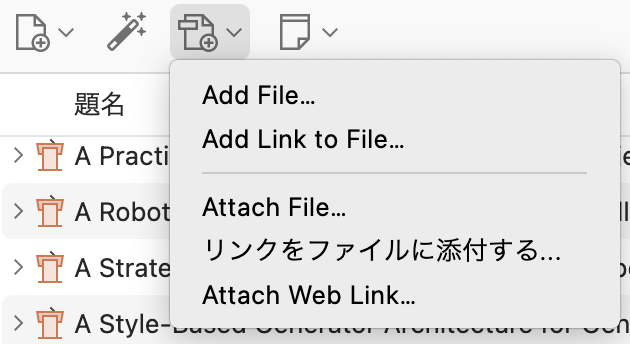 Add File...
題名
Add Link to File...
A Practi
Attach File...
A Robot
リンクをファイルに添付する...
A Strate
Attach Web Link...
A Style-Based Generator Architecture for Gen